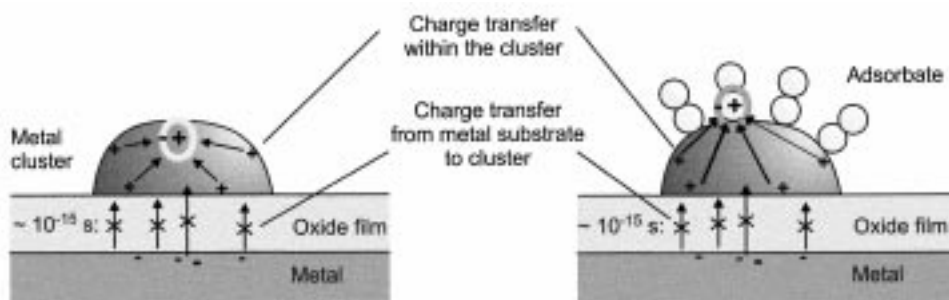 Charge transfer
within the cluster
Adsorbate
Metal
cluster
Charge transfer
from metal substrate
to cluster
~ 10⁻¹⁵ s:
Oxide film
~ 10⁻¹⁵ s:
Oxide film
Metal
Metal